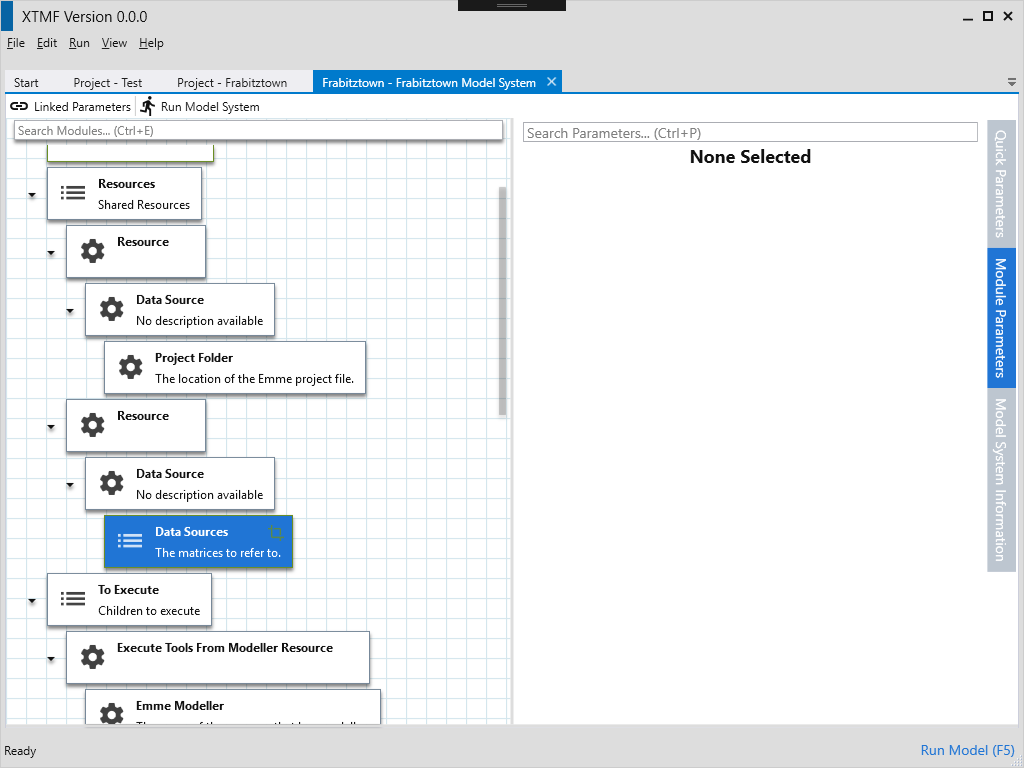 XTMF Version 0.0.0
File Edit Run View Help
Start Project - Test Project - Frabitztown Frabitztown - Frabitztown Model System
Linked Parameters Run Model System
Search Modules... (Ctrl+E)
Search Parameters... (Ctrl+P)
None Selected
Resources
Shared Resources
Resource
Data Source
No description available
Project Folder
The location of the Emme project file.
Resource
Data Source
No description available
Data Sources
The matrices to refer to.
To Execute
Children to execute
Execute Tools From Modeller Resource
Emme Modeller
Quick Parameters
Module Parameters
Model System Information
Ready
Run Model (F5)